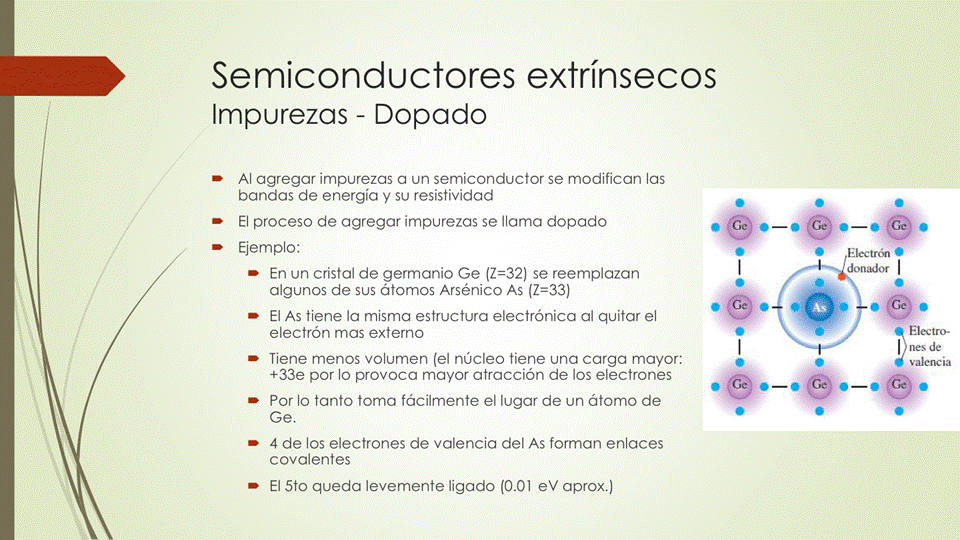 Semiconductores extrínsecos
Impurezas - Dopado
Al agregar impurezas a un semiconductor se modifican las
bandas de energía y su resistividad
El proceso de agregar impurezas se llama dopado
Ejemplo:
En un cristal de germanio Ge (Z=32) se reemplazan
algunos de sus átomos Arsénico As (Z=33)
El As tiene la misma estructura electrónica al quitar el
electrón mas externo
Tiene menos volumen (el núcleo tiene una carga mayor:
+33e por lo provoca mayor atracción de los electrones
Por lo tanto toma fácilmente el lugar de un átomo de
Ge.
4 de los electrones de valencia del As forman enlaces
covalentes
El 5to queda levemente ligado (0.01 eV aprox.)
Ge Ge Ge
Electrón
donador
Ge As Ge
Electro-
nes de
valencia
Ge Ge Ge